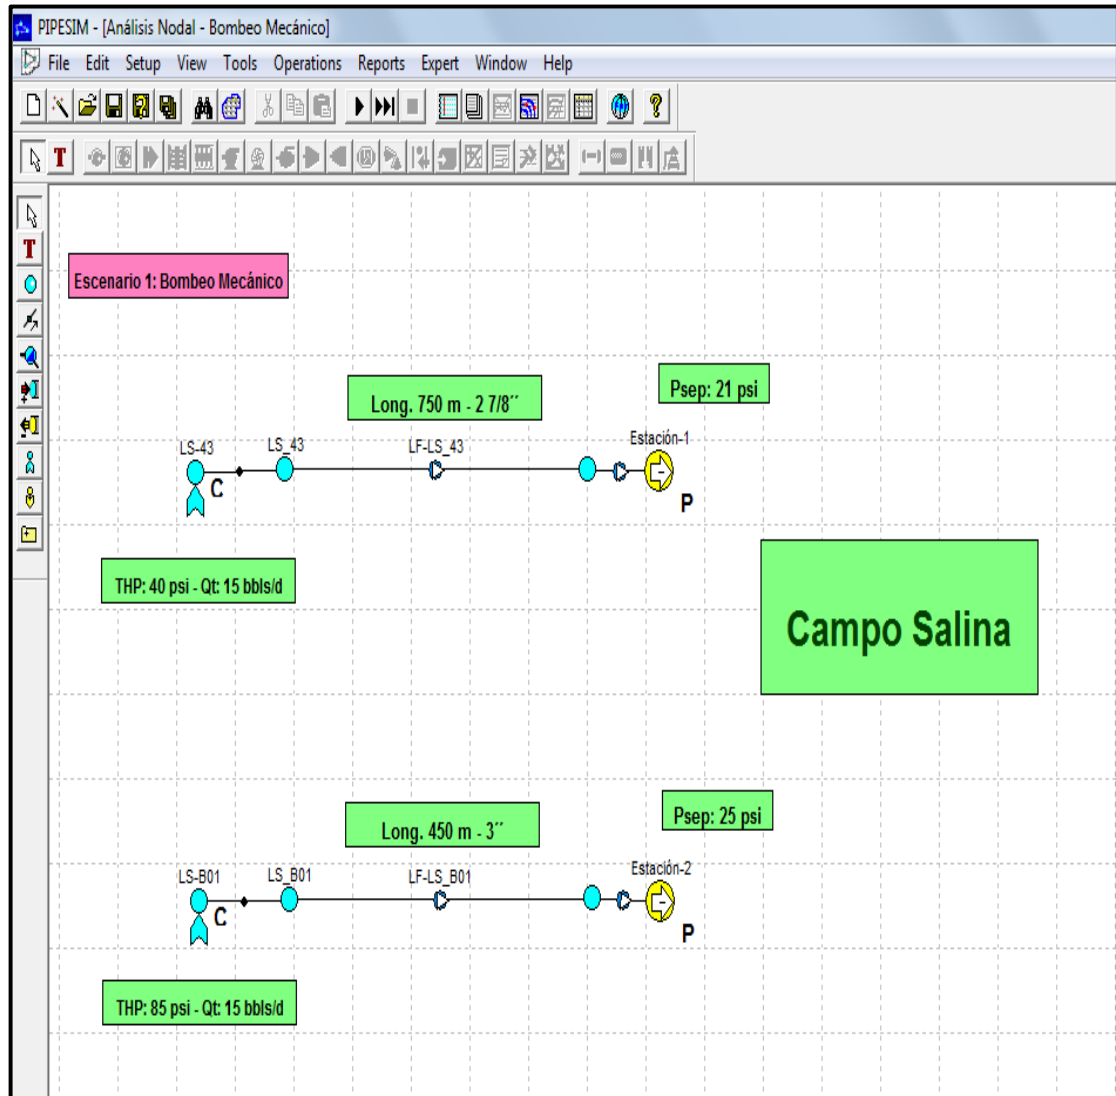 PIPESIM - [Análisis Nodal - Bombeo Mecánico]
File Edit Setup View Tools Operations Reports Expert Window Help
T
T
Escenario 1: Bombeo Mecánico
Long. 750 m - 2 7/8´´
Psep: 21 psi
LS-43 LS_43 LF-LS_43 Estación-1
C
P
THP: 40 psi - Qt: 15 bbls/d
Campo Salina
Long. 450 m - 3´´
Psep: 25 psi
LS-B01 LS_B01 LF-LS_B01 Estación-2
C
P
THP: 85 psi - Qt: 15 bbls/d